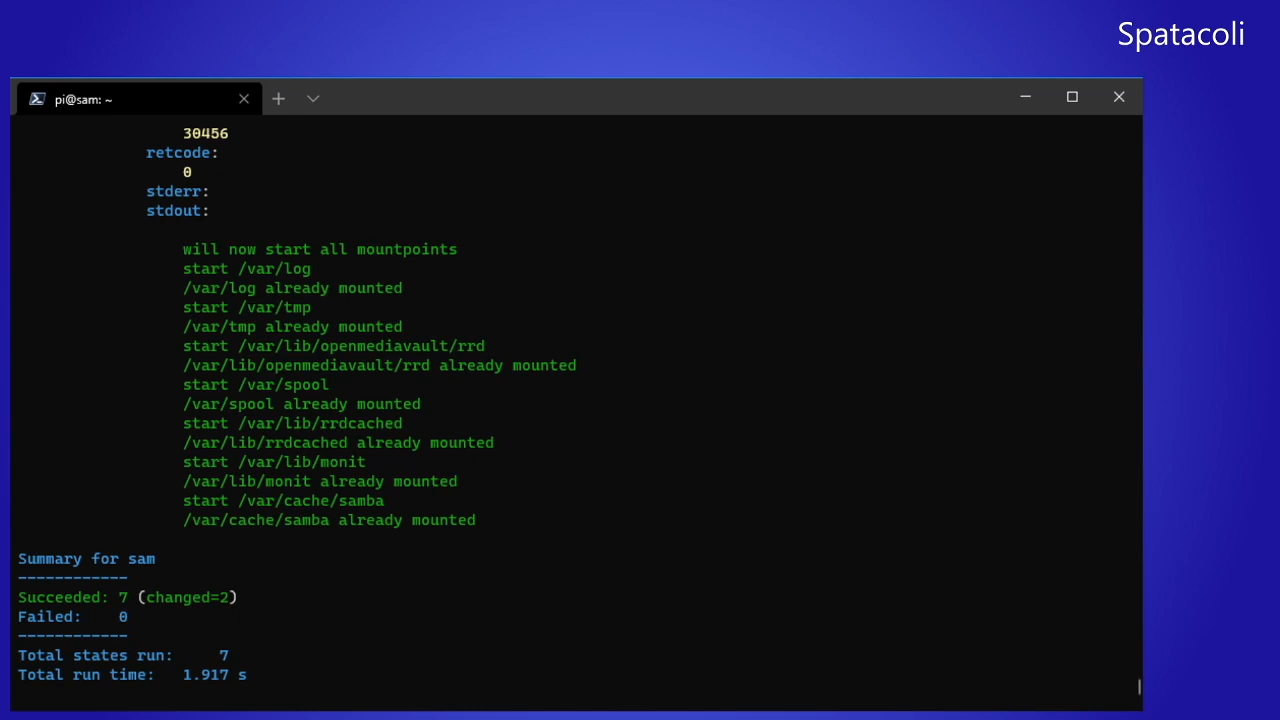 Spatacoli
pi@sam: ~
30456
retcode:
0
stderr:
stdout:
will now start all mountpoints
start /var/log
/var/log already mounted
start /var/tmp
/var/tmp already mounted
start /var/lib/openmediavault/rrd
/var/lib/openmediavault/rrd already mounted
start /var/spool
/var/spool already mounted
start /var/lib/rrdcached
/var/lib/rrdcached already mounted
start /var/lib/monit
/var/lib/monit already mounted
start /var/cache/samba
/var/cache/samba already mounted
Summary for sam
------------
Succeeded: 7 (changed=2)
Failed:    0
------------
Total states run:     7
Total run time:   1.917 s